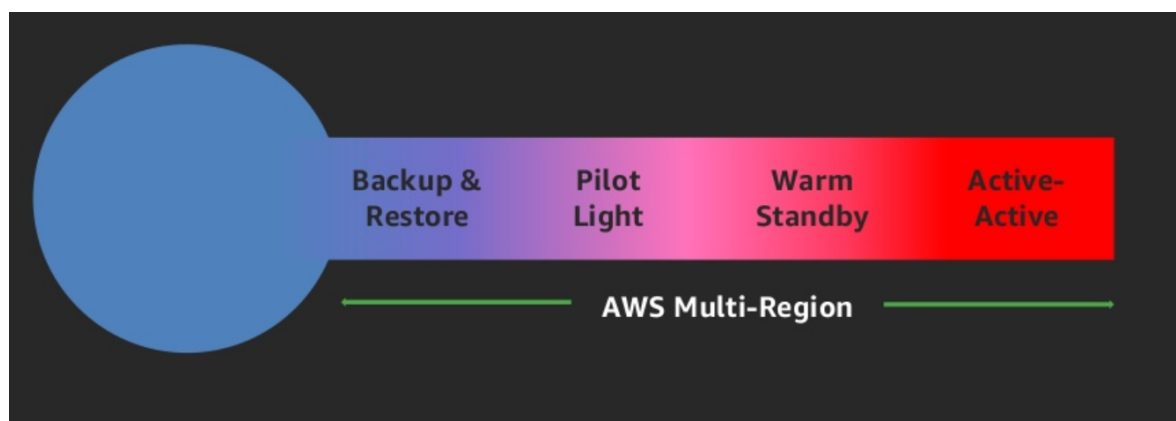 Backup &
Restore
Pilot
Light
Warm
Standby
Active-
Active
AWS Multi-Region